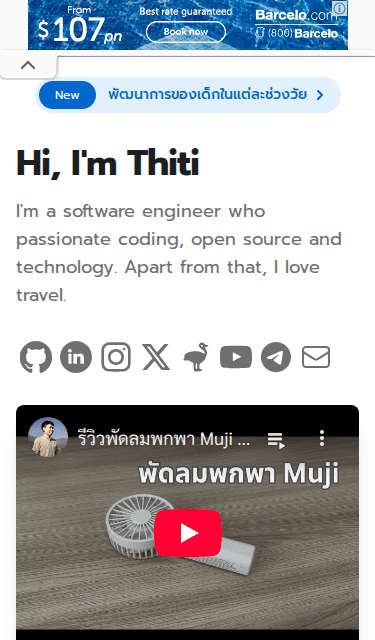 From
$107pn
Best rate guaranteed.
Book now
Barcelo.com
(800) Barcelo
New
พัฒนาการของเด็กในแต่ละช่วงวัย
Hi, I'm Thiti
I'm a software engineer who
passionate coding, open source and
technology. Apart from that, I love
travel.
รีวิวพัดลมพกพา Muji ...
พัดลมพกพา Muji